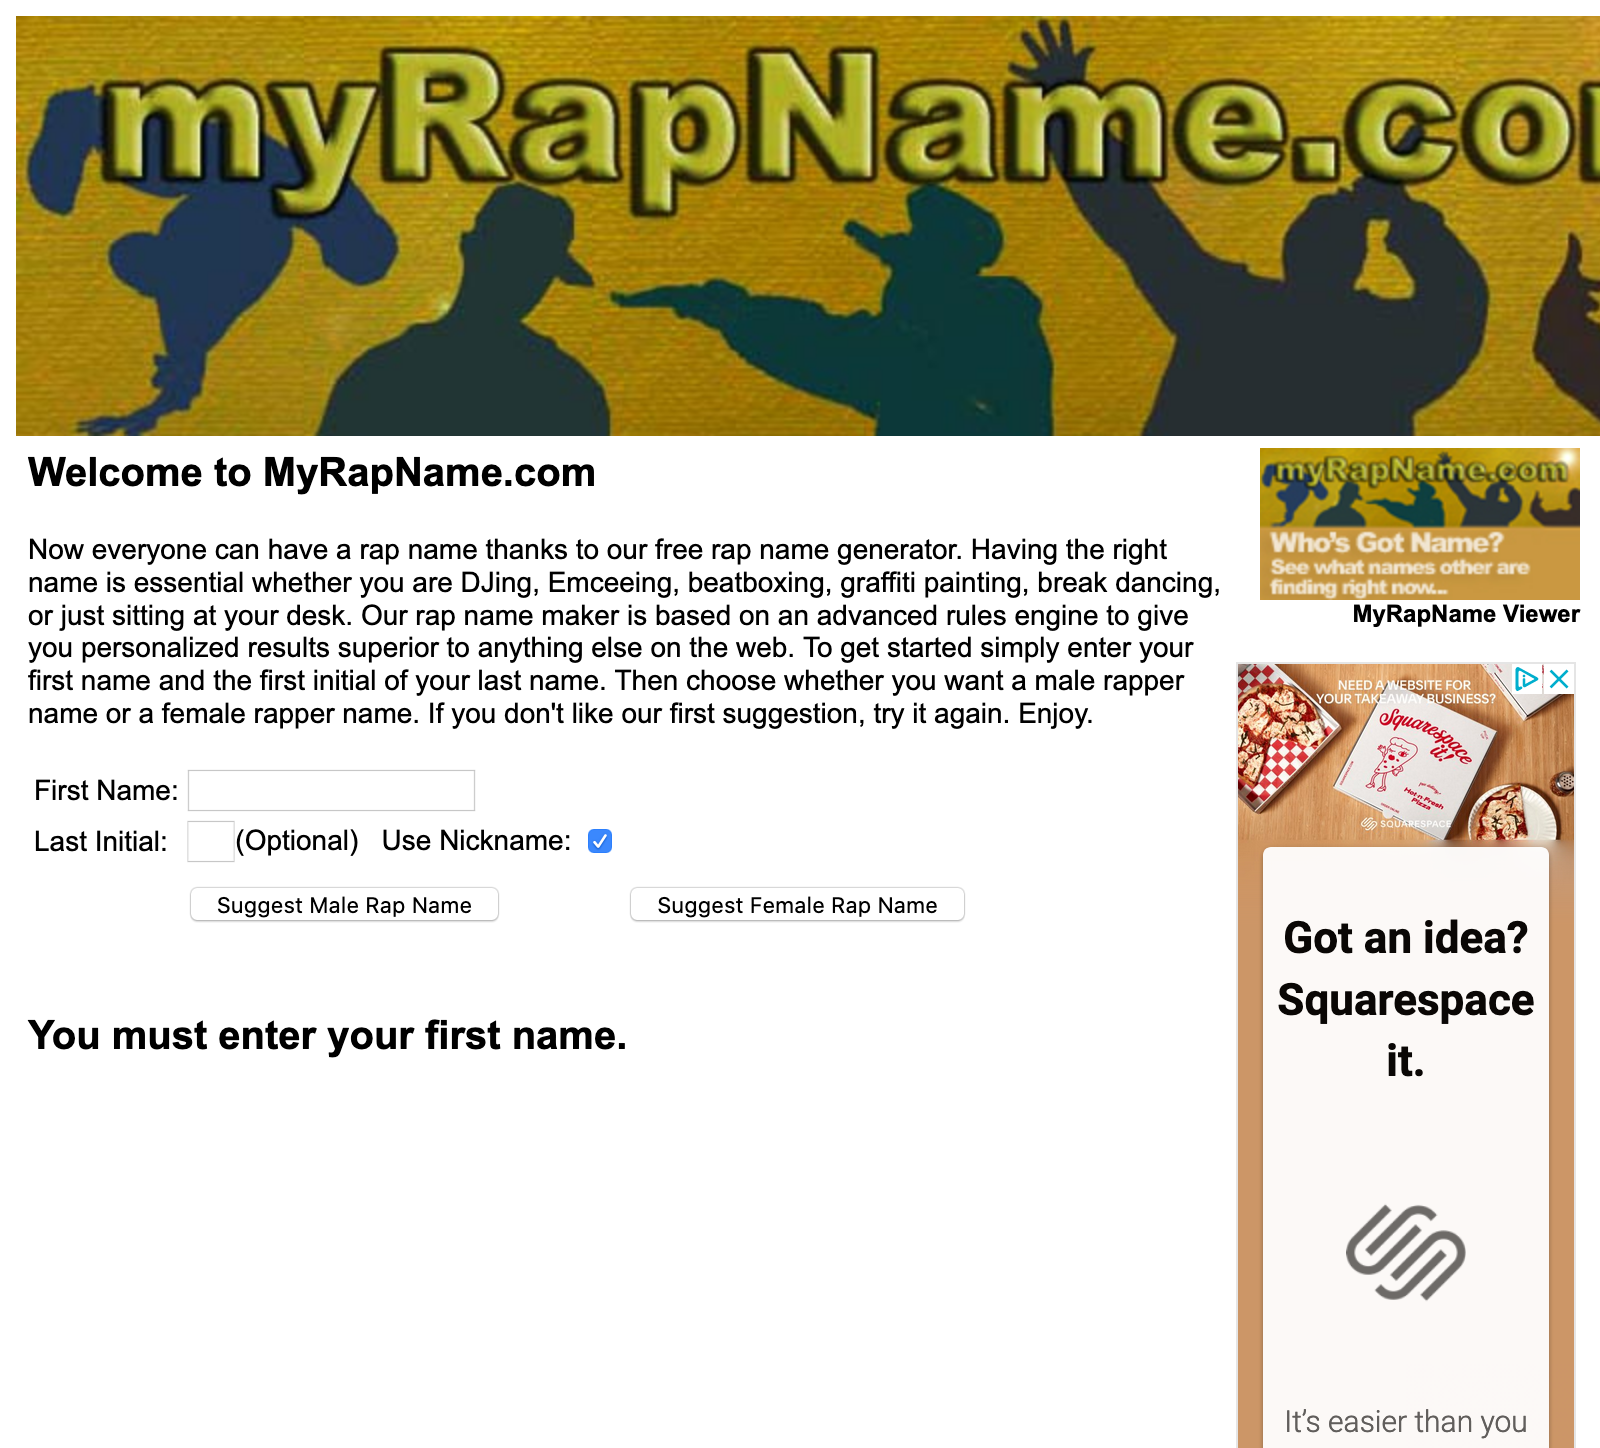 myRapName.co
Welcome to MyRapName.com
Now everyone can have a rap name thanks to our free rap name generator. Having the right
name is essential whether you are DJing, Emceeing, beatboxing, graffiti painting, break dancing,
or just sitting at your desk. Our rap name maker is based on an advanced rules engine to give
you personalized results superior to anything else on the web. To get started simply enter your
first name and the first initial of your last name. Then choose whether you want a male rapper
name or a female rapper name. If you don't like our first suggestion, try it again. Enjoy.
First Name:
Last Initial: (Optional) Use Nickname:
Suggest Male Rap Name Suggest Female Rap Name
You must enter your first name.
myRapName.com
Who's Got Name?
See what names other are
finding right now...
MyRapName Viewer
NEED A WEBSITE FOR
YOUR TAKEAWAY BUSINESS?
Squarespace
it!
Hot n Fresh
Pizza
SQUARESPACE
Got an idea?
Squarespace
it.
It's easier than you